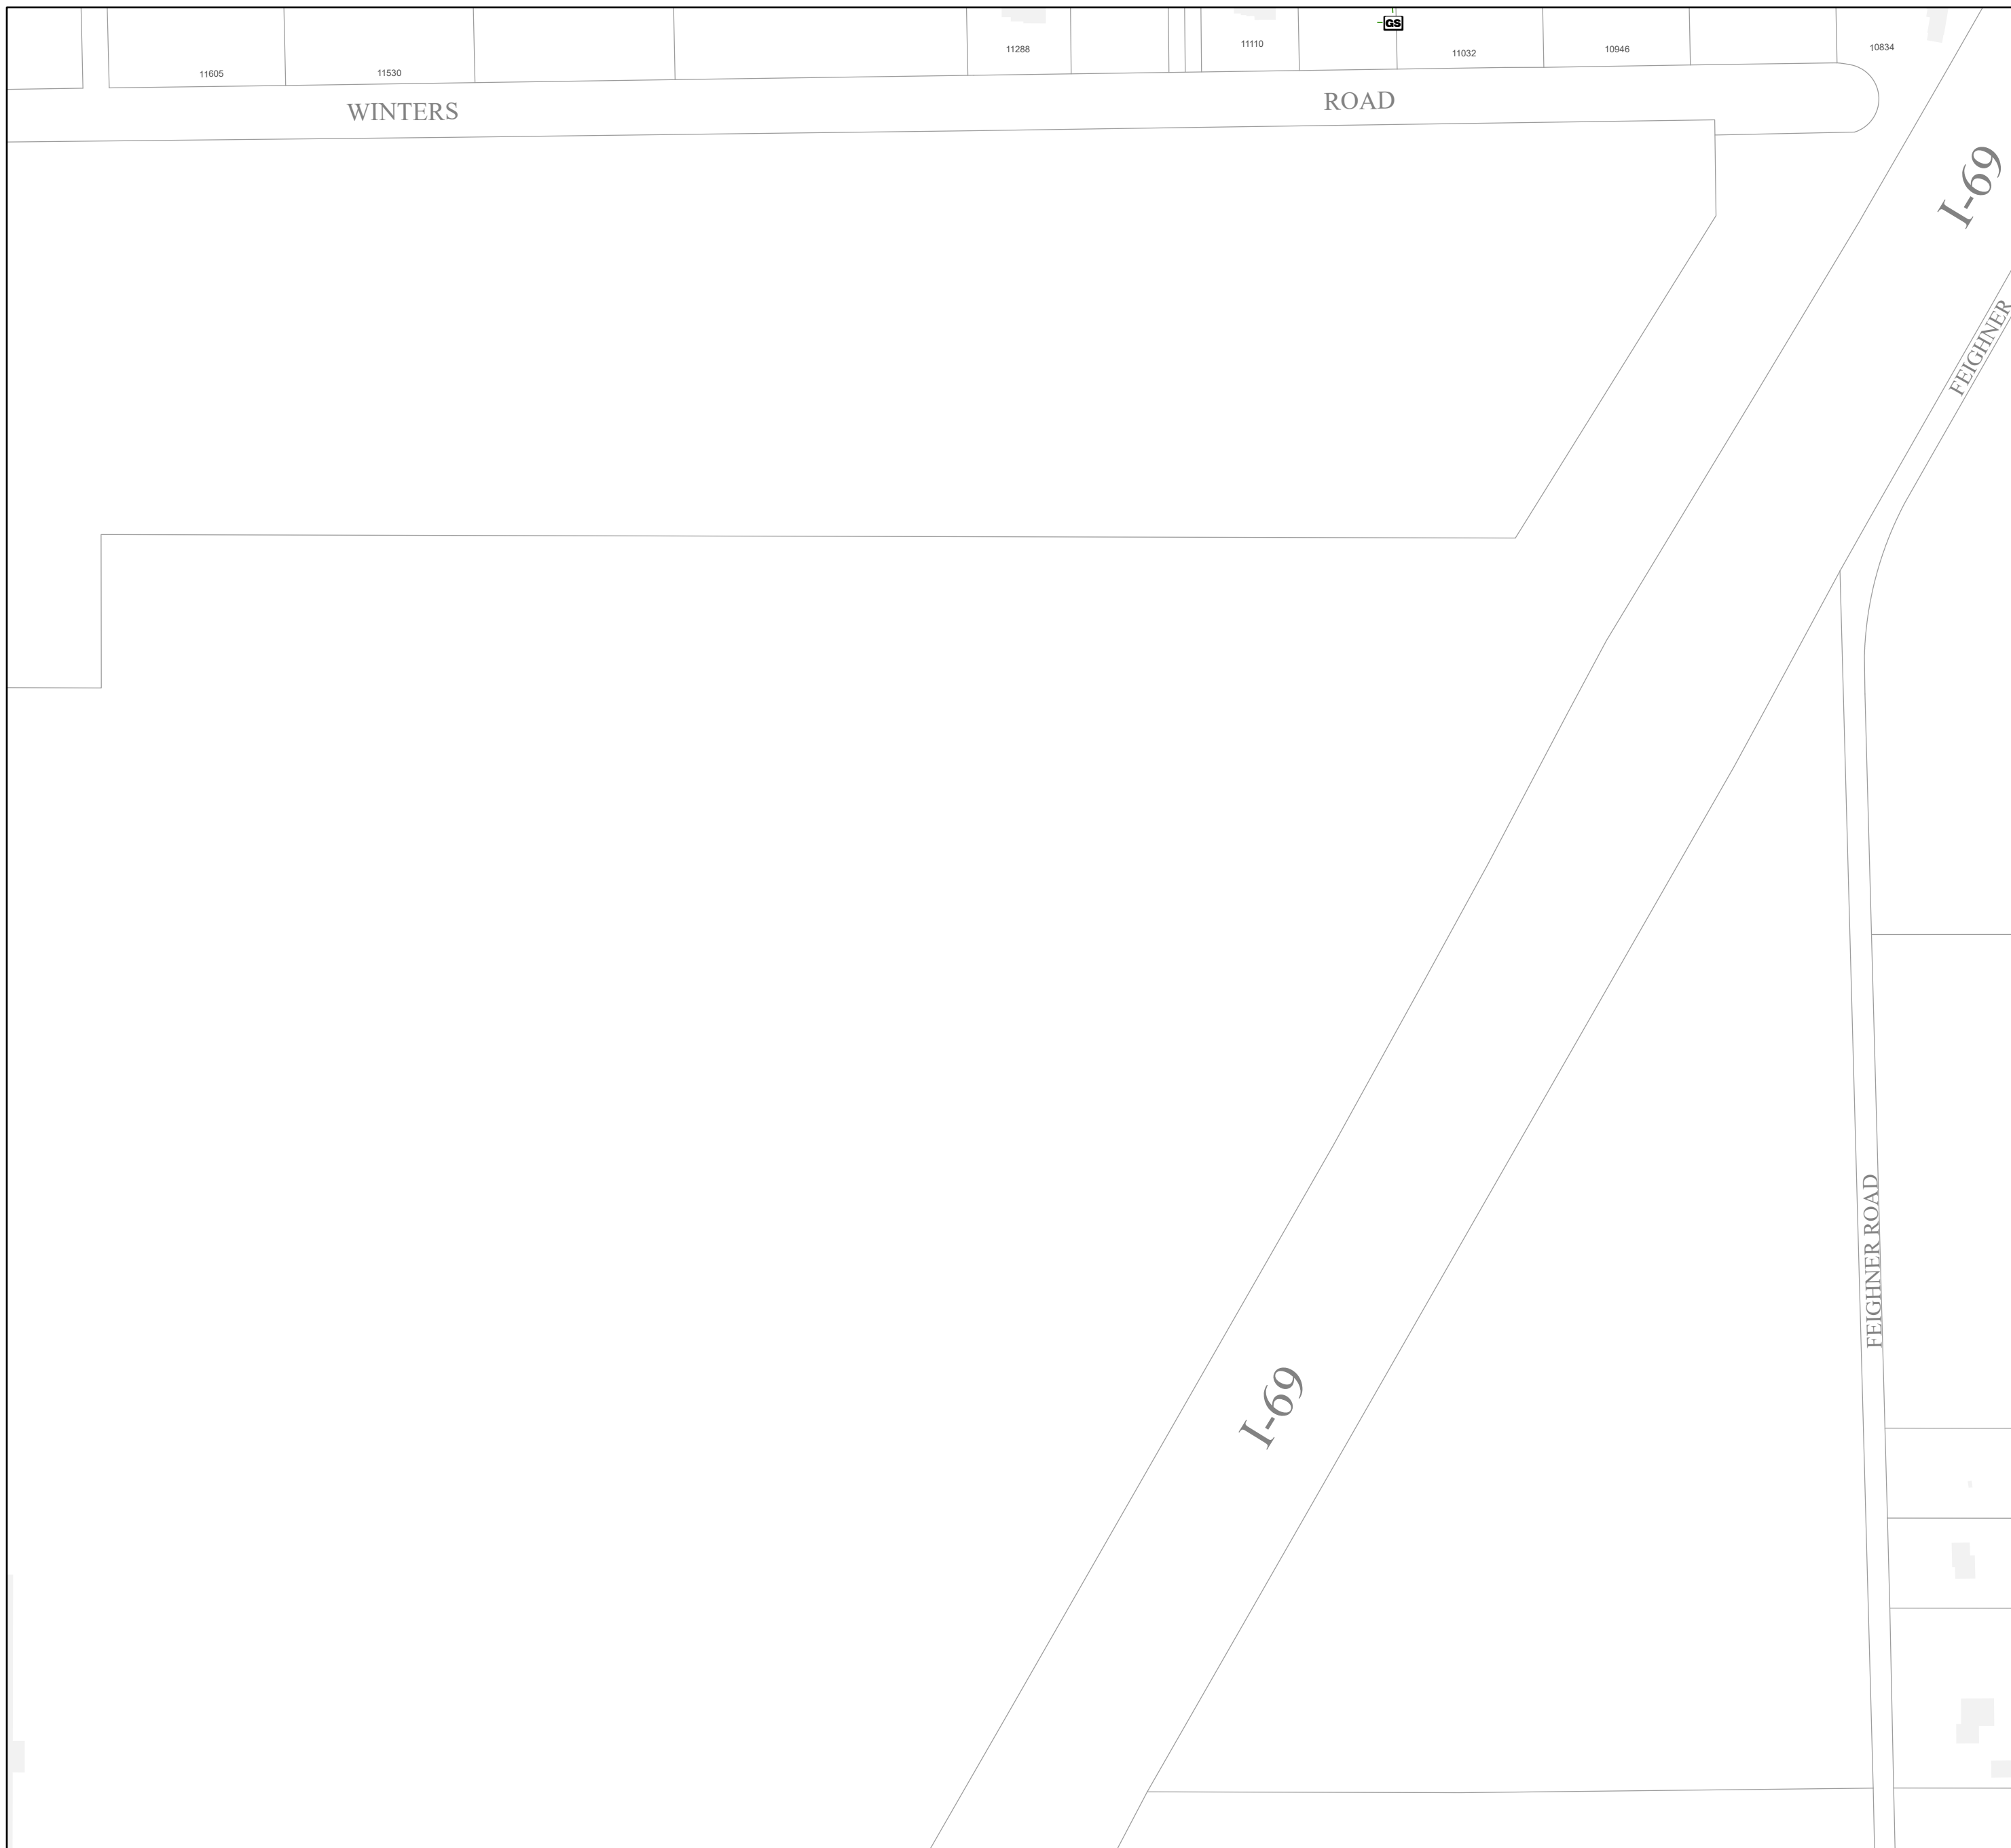 GS
11288
11110
11032
10946
10834
11605
11530
WINTERS
ROAD
I-69
FEIGHNER
FEIGHNER ROAD
I-69